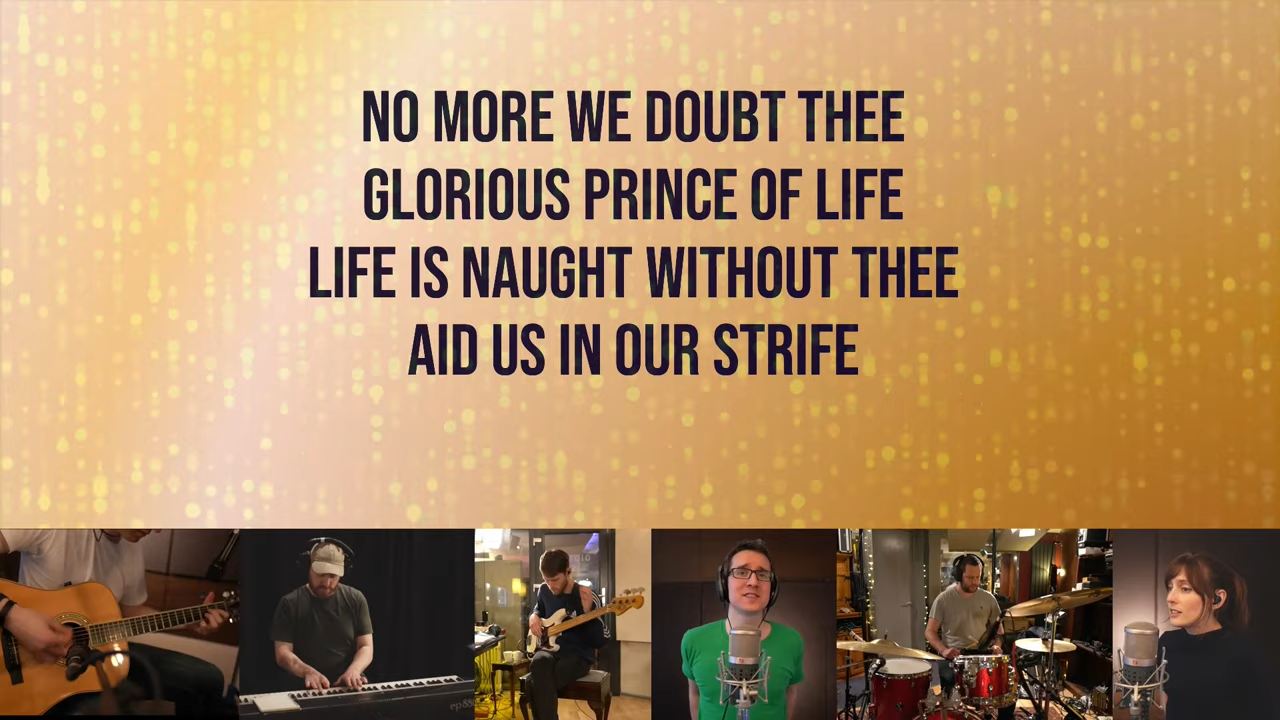 NO MORE WE DOUBT THEE
GLORIOUS PRINCE OF LIFE
LIFE IS NAUGHT WITHOUT THEE
AID US IN OUR STRIFE